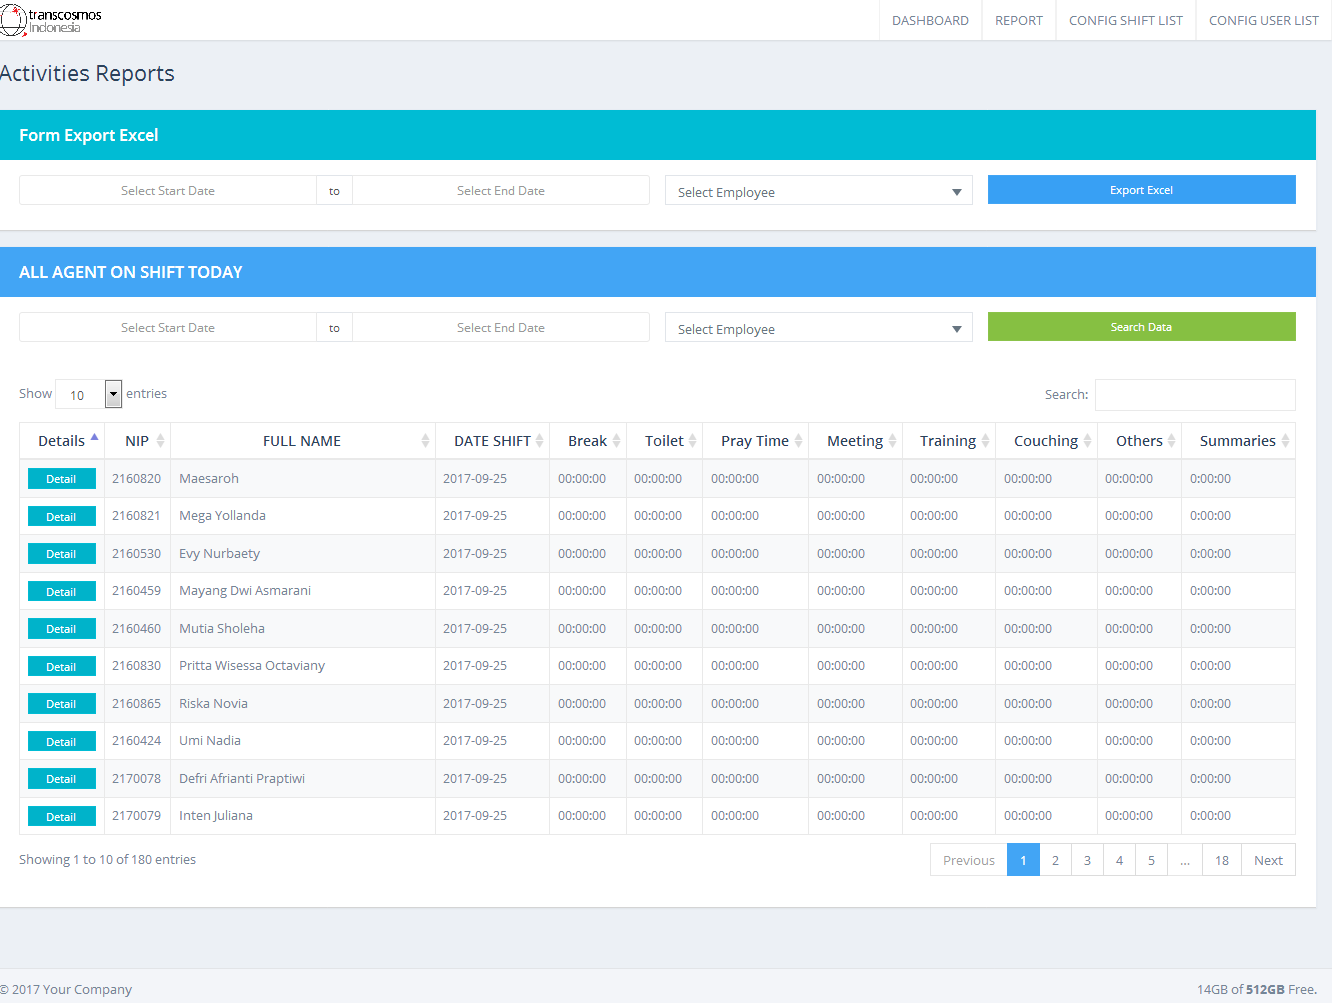 transcosmos
Indonesia
DASHBOARD REPORT CONFIG SHIFT LIST CONFIG USER LIST
Activities Reports
Form Export Excel
Select Start Date to Select End Date Select Employee Export Excel
ALL AGENT ON SHIFT TODAY
Select Start Date to Select End Date Select Employee Search Data
Show 10 entries Search:
Details NIP FULL NAME DATE SHIFT Break Toilet Pray Time Meeting Training Couching Others Summaries
Detail 2160820 Maesaroh 2017-09-25 00:00:00 00:00:00 00:00:00 00:00:00 00:00:00 00:00:00 00:00:00 0:00:00
Detail 2160821 Mega Yollanda 2017-09-25 00:00:00 00:00:00 00:00:00 00:00:00 00:00:00 00:00:00 00:00:00 0:00:00
Detail 2160530 Evy Nurbaety 2017-09-25 00:00:00 00:00:00 00:00:00 00:00:00 00:00:00 00:00:00 00:00:00 0:00:00
Detail 2160459 Mayang Dwi Asmarani 2017-09-25 00:00:00 00:00:00 00:00:00 00:00:00 00:00:00 00:00:00 00:00:00 0:00:00
Detail 2160460 Mutia Sholeha 2017-09-25 00:00:00 00:00:00 00:00:00 00:00:00 00:00:00 00:00:00 00:00:00 0:00:00
Detail 2160830 Pritta Wisessa Octaviany 2017-09-25 00:00:00 00:00:00 00:00:00 00:00:00 00:00:00 00:00:00 00:00:00 0:00:00
Detail 2160865 Riska Novia 2017-09-25 00:00:00 00:00:00 00:00:00 00:00:00 00:00:00 00:00:00 00:00:00 0:00:00
Detail 2160424 Umi Nadia 2017-09-25 00:00:00 00:00:00 00:00:00 00:00:00 00:00:00 00:00:00 00:00:00 0:00:00
Detail 2170078 Defri Afrianti Praptiwi 2017-09-25 00:00:00 00:00:00 00:00:00 00:00:00 00:00:00 00:00:00 00:00:00 0:00:00
Detail 2170079 Inten Juliana 2017-09-25 00:00:00 00:00:00 00:00:00 00:00:00 00:00:00 00:00:00 00:00:00 0:00:00
Showing 1 to 10 of 180 entries Previous 1 2 3 4 5 ... 18 Next
© 2017 Your Company 14GB of 512GB Free.